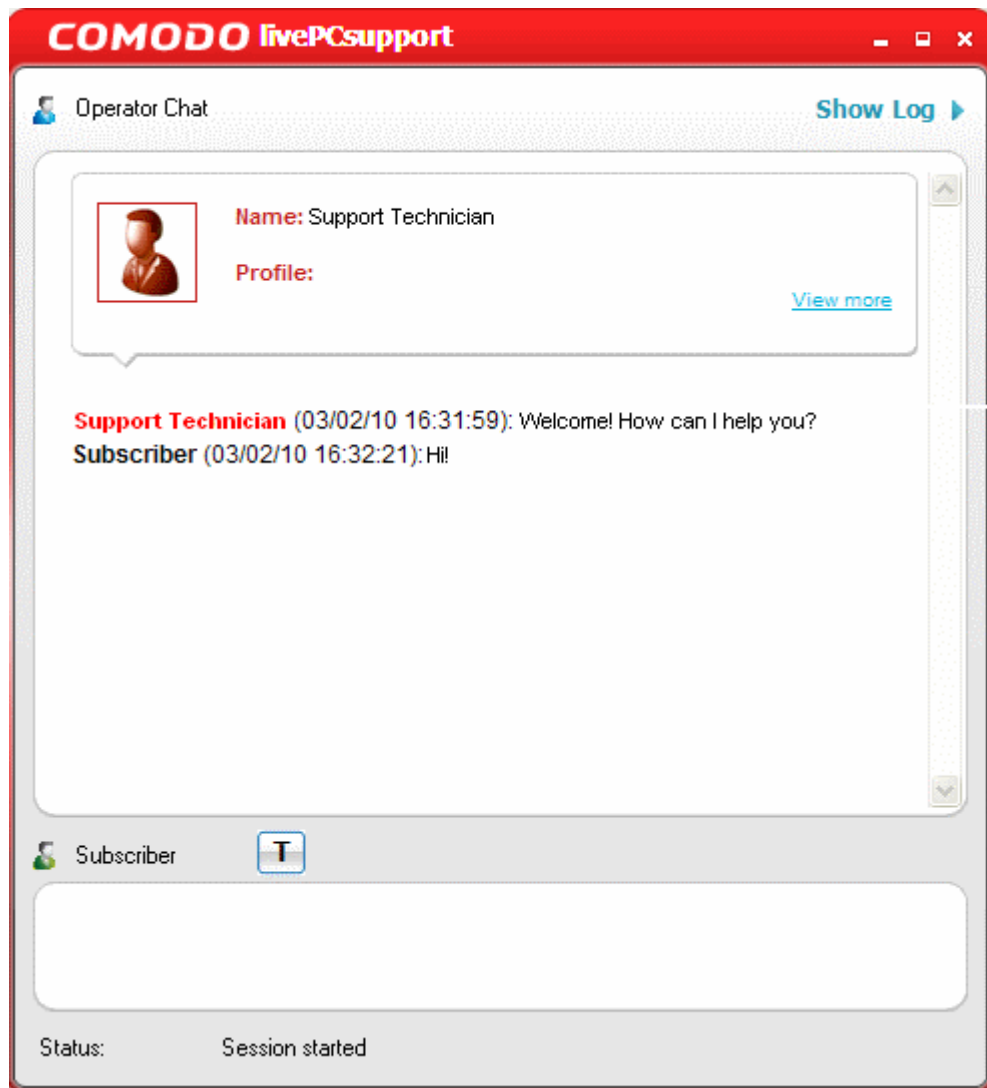 COMODO livePCsupport
Operator Chat
Show Log
Name: Support Technician
Profile:
View more
Support Technician (03/02/10 16:31:59): Welcome! How can I help you?
Subscriber (03/02/10 16:32:21): Hi!
Subscriber
T
Status: Session started